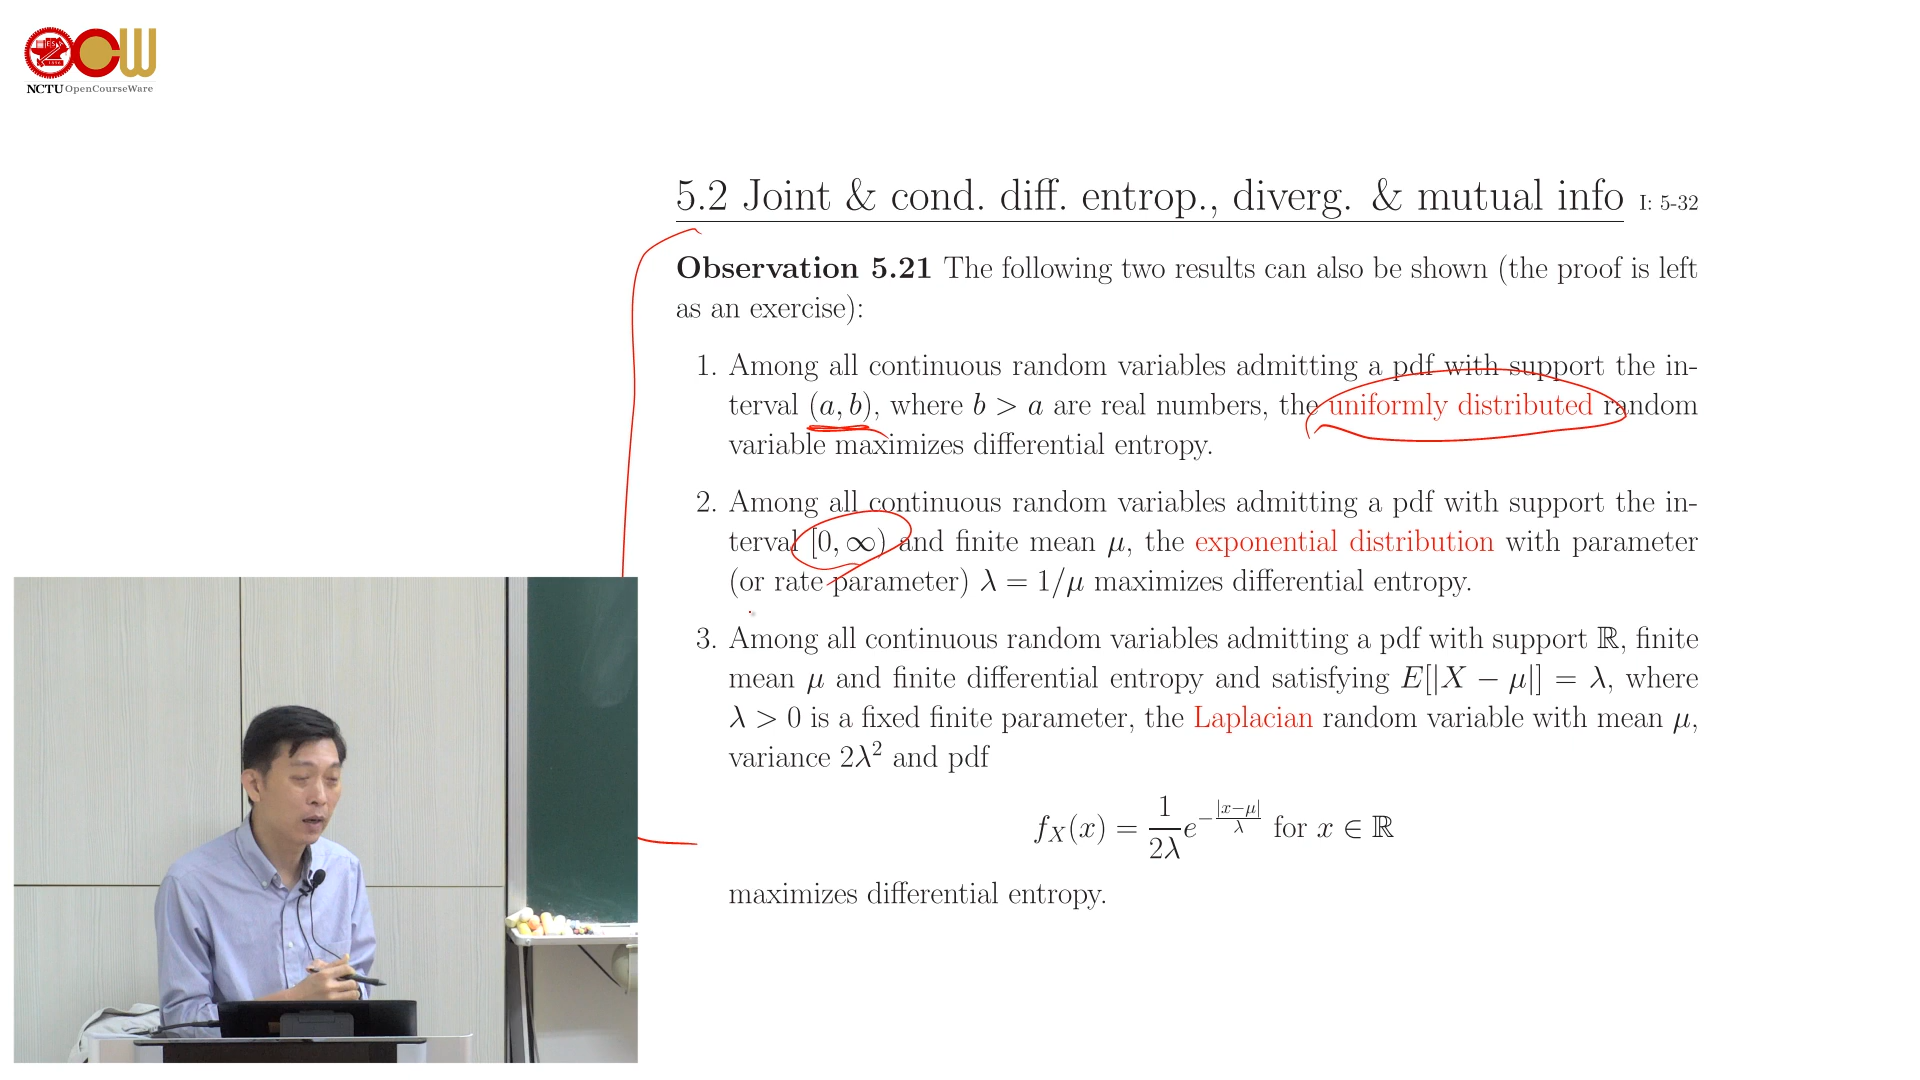 NCTU OpenCourseWare
5.2 Joint & cond. diff. entrop., diverg. & mutual info I: 5-32
Observation 5.21 The following two results can also be shown (the proof is left
as an exercise):
1. Among all continuous random variables admitting a pdf with support the in-
terval (a, b), where b > a are real numbers, the uniformly distributed random
variable maximizes differential entropy.
2. Among all continuous random variables admitting a pdf with support the in-
terval [0, ∞) and finite mean μ, the exponential distribution with parameter
(or rate parameter) λ = 1/μ maximizes differential entropy.
3. Among all continuous random variables admitting a pdf with support ℝ, finite
mean μ and finite differential entropy and satisfying E[|X − μ|] = λ, where
λ > 0 is a fixed finite parameter, the Laplacian random variable with mean μ,
variance 2λ² and pdf
f_X(x) = \frac{1}{2λ} e^{-\frac{|x−μ|}{λ}} for x ∈ ℝ
maximizes differential entropy.